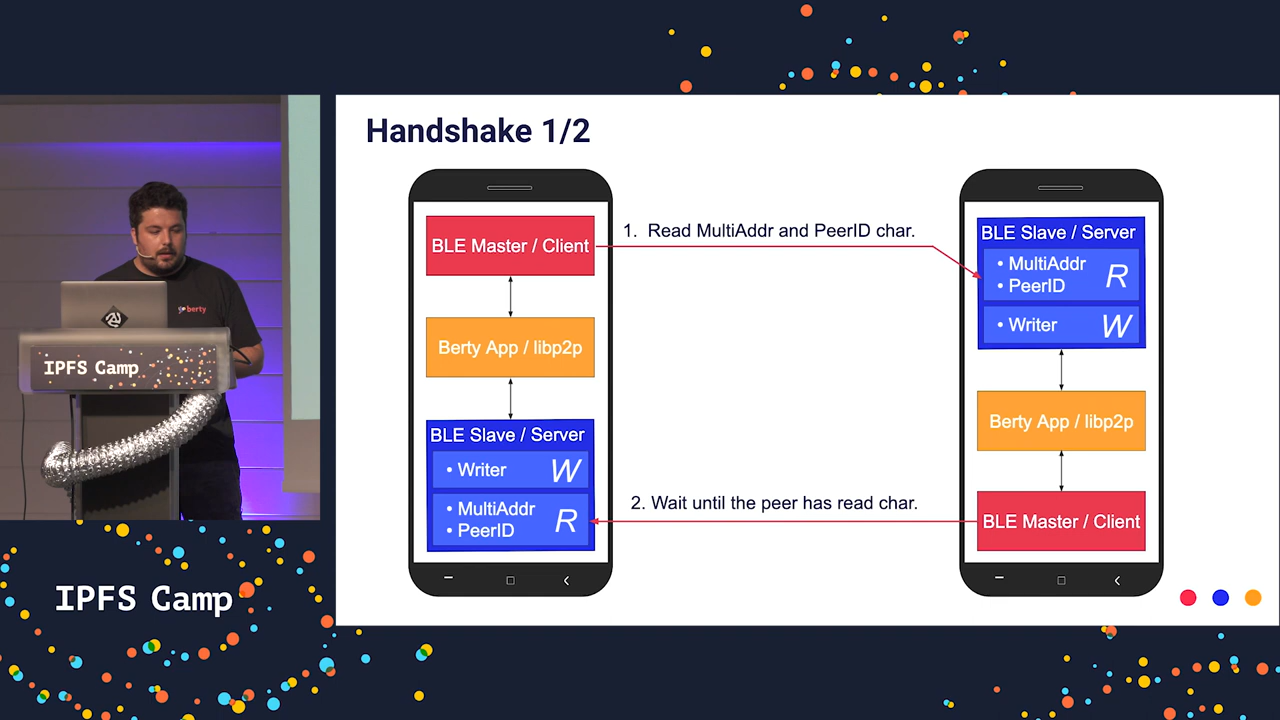 Handshake 1/2
BLE Master / Client
Berty App / libp2p
BLE Slave / Server
• Writer W
• MultiAddr
• PeerID
R
1. Read MultiAddr and PeerID char.
2. Wait until the peer has read char.
BLE Slave / Server
• MultiAddr
• PeerID
R
• Writer W
Berty App / libp2p
BLE Master / Client
berty
IPFS Camp
IPFS Camp